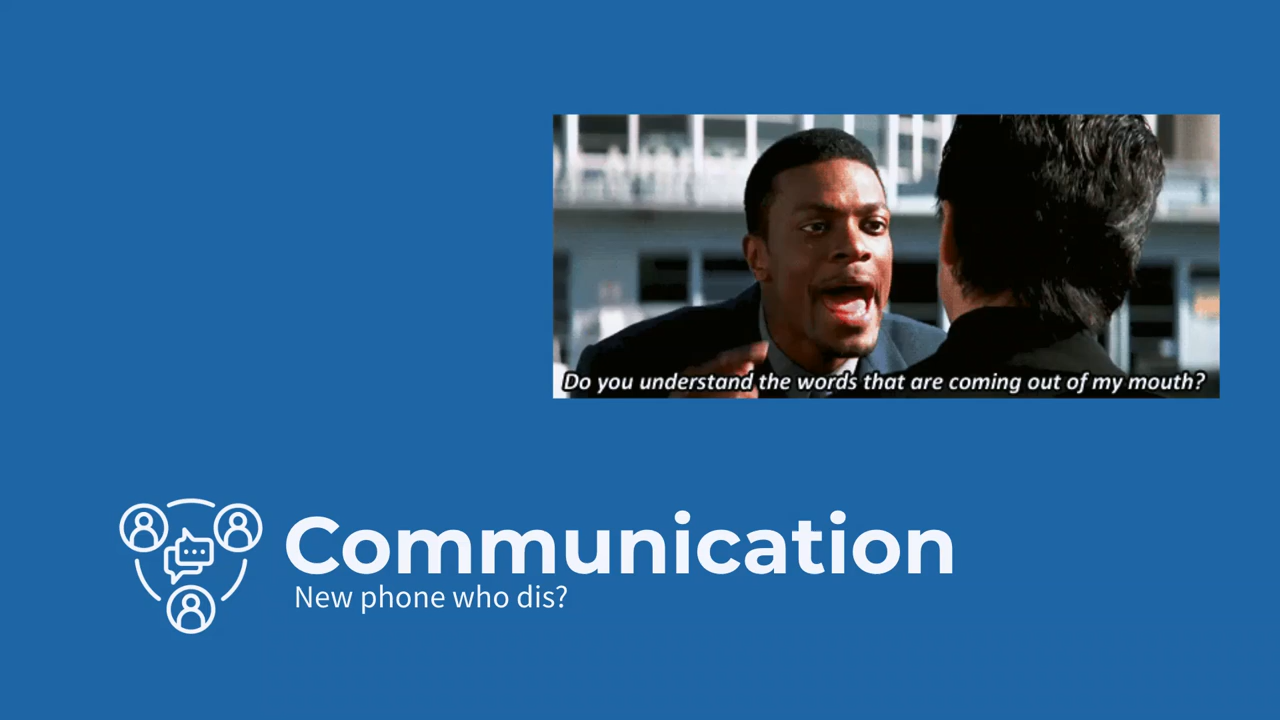 Do you understand the words that are coming out of my mouth?
Communication
New phone who dis?